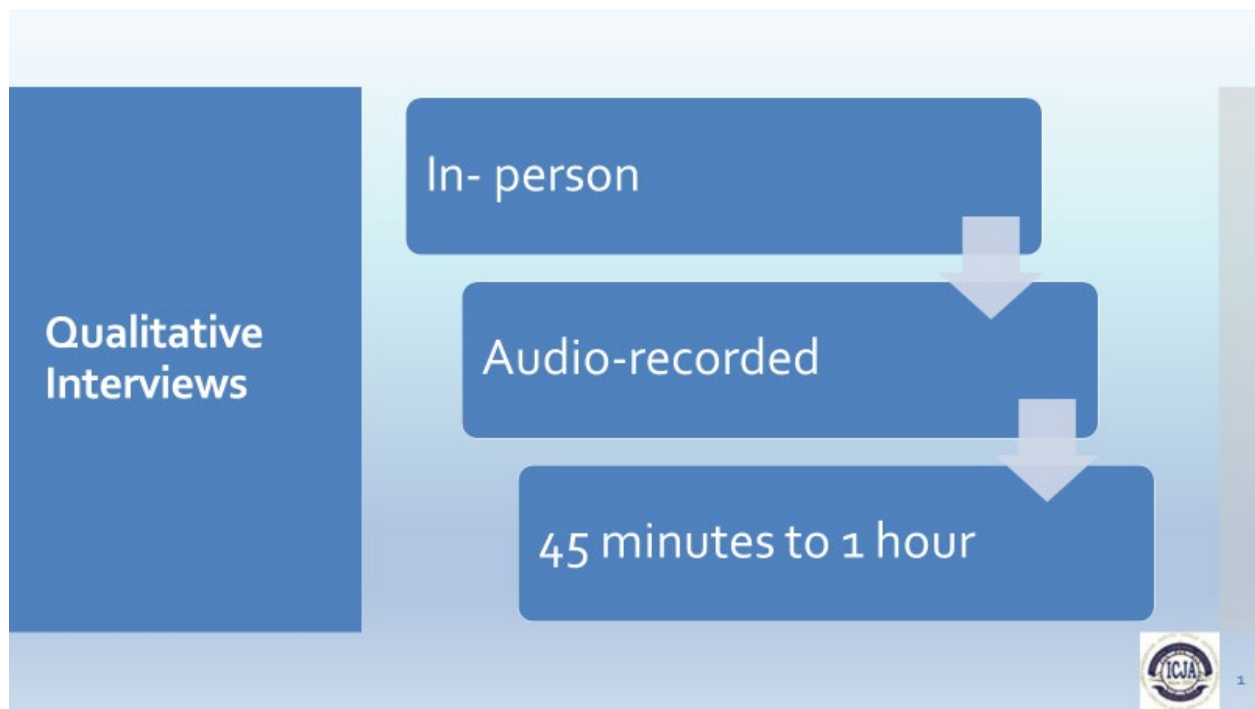 Qualitative
Interviews
In- person
Audio-recorded
45 minutes to 1 hour
ICJA
1